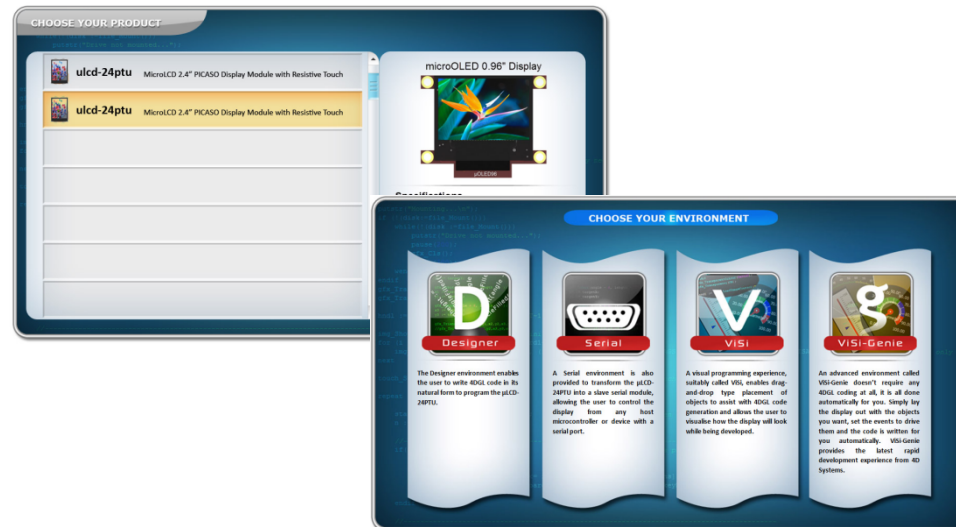 CHOOSE YOUR PRODUCT
ulcd-24ptu MicroLCD 2.4" PICASO Display Module with Resistive Touch
ulcd-24ptu MicroLCD 2.4" PICASO Display Module with Resistive Touch
microOLED 0.96" Display
µOLED96
Specifications
CHOOSE YOUR ENVIRONMENT
D
Designer
The Designer environment enables
the user to write 4DGL code in its
natural form to program the µLCD-
24PTU.
Serial
A Serial environment is also
provided to transform the µLCD-
24PTU into a slave serial module,
allowing the user to control the
display from any host
microcontroller or device with a
serial port.
V
ViSi
A visual programming experience,
suitably called ViSi, enables drag-
and-drop type placement of
objects to assist with 4DGL code
generation and allows the user to
visualise how the display will look
while being developed.
g
ViSi-Genie
An advanced environment called
ViSi-Genie doesn't require any
4DGL coding at all, it is all done
automatically for you. Simply lay
the display out with the objects
you want, set the events to drive
them and the code is written for
you automatically. ViSi-Genie
provides the latest rapid
development experience from 4D
Systems.